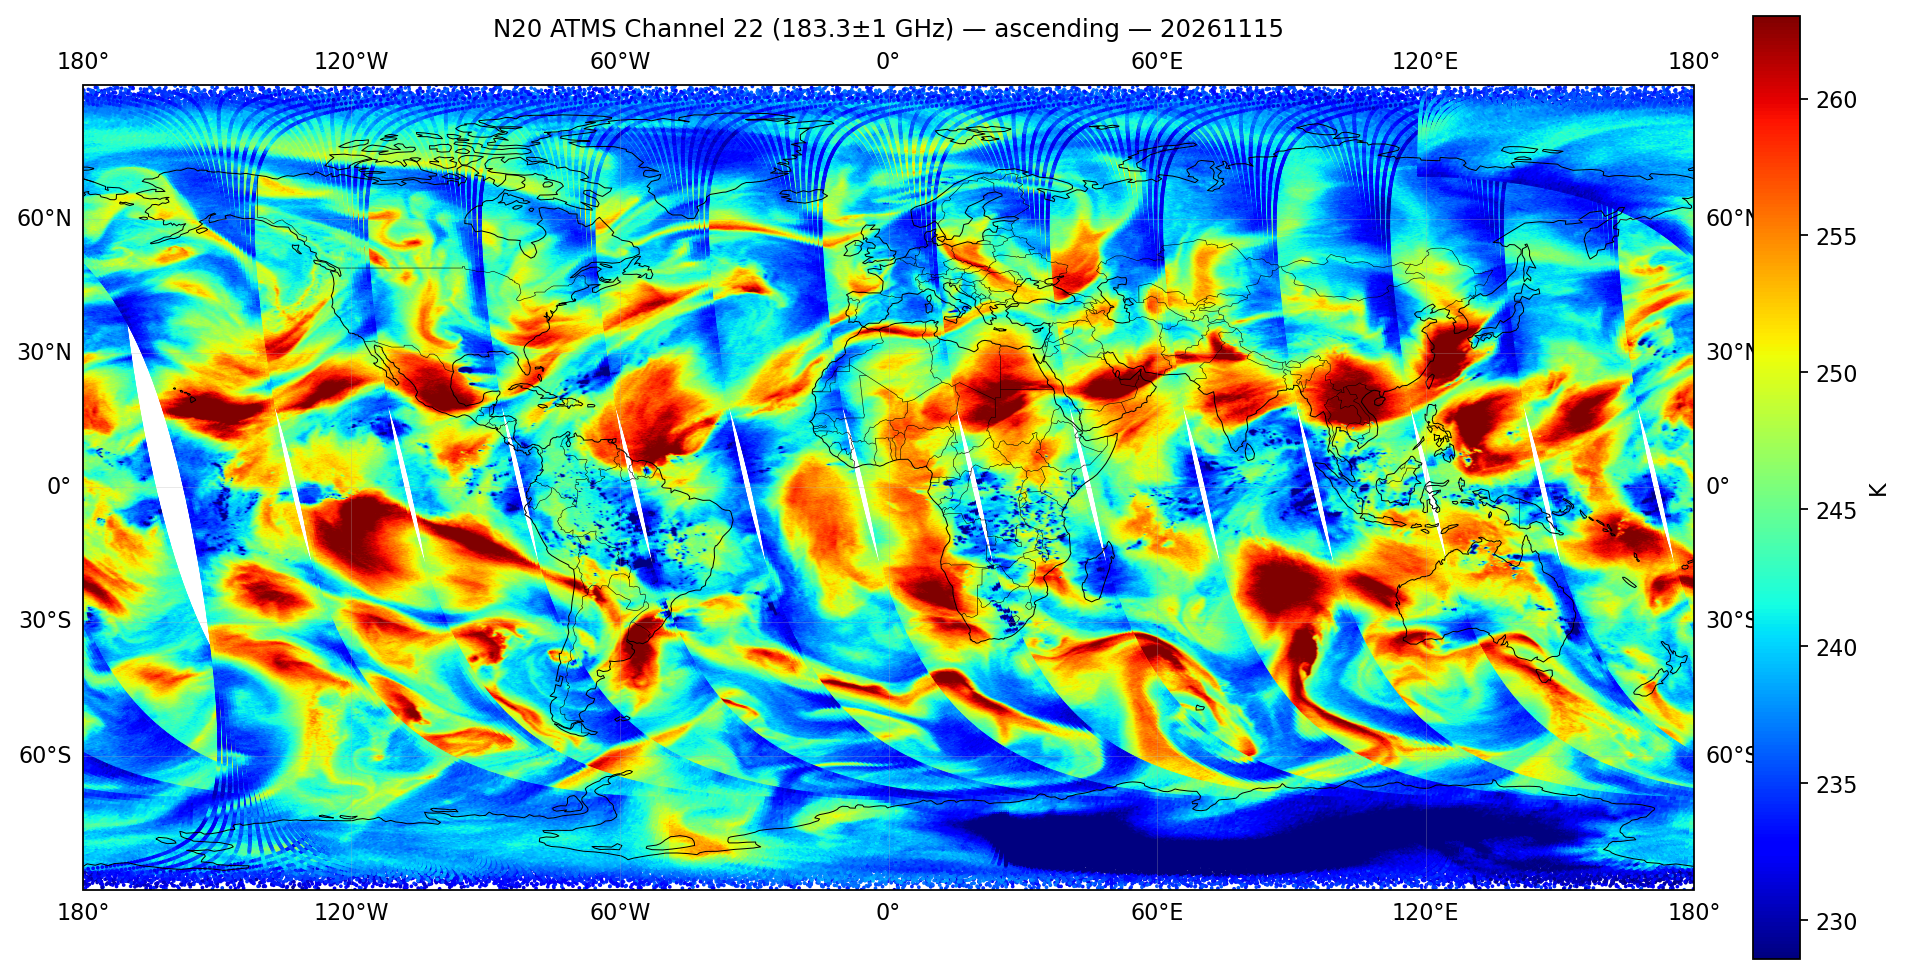 N20 ATMS Channel 22 (183.3±1 GHz) — ascending — 20261115
180° 120°W 60°W 0° 60°E 120°E 180°
60°N 60°N
30°N 30°N
0° 0°
30°S 30°S
60°S 60°S
180° 120°W 60°W 0° 60°E 120°E 180°
260
255
250
245
240
235
230
K